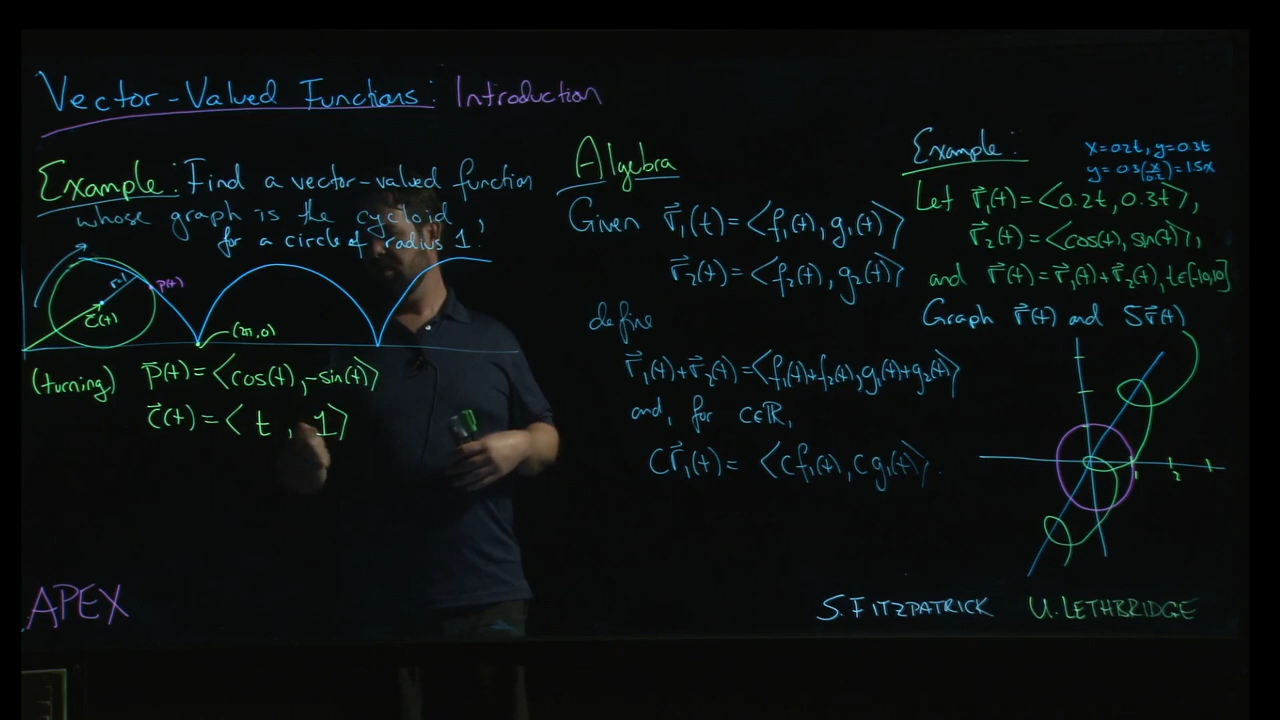 Vector-Valued Functions: Introduction
Example: Find a vector-valued function
whose graph is the cycloid,
for a circle of radius 1.
r=1
p(t)
c⃗(t)
(2π,0)
(turning) p⃗(t)=⟨cos(t),-sin(t)⟩
c⃗(t)=⟨ t , 1⟩
Algebra
Given r⃗₁(t)=⟨f₁(t), g₁(t)⟩
r⃗₂(t)=⟨f₂(t), g₂(t)⟩
define
r⃗₁(t)+r⃗₂(t)=⟨f₁(t)+f₂(t),g₁(t)+g₂(t)⟩
and, for c∈ℝ,
cr⃗₁(t)= ⟨cf₁(t), cg₁(t)⟩.
Example:
x=0.2t, y=0.3t
y=0.3(x/0.2)=1.5x
Let r⃗₁(t)=⟨0.2t, 0.3t⟩,
r⃗₂(t)=⟨cos(t), sin(t)⟩,
and r⃗(t)=r⃗₁(t)+r⃗₂(t), t∈[-10,10]
Graph r⃗(t) and 5r⃗(t)
1 2
APEX
S. FITZPATRICK U. LETHBRIDGE